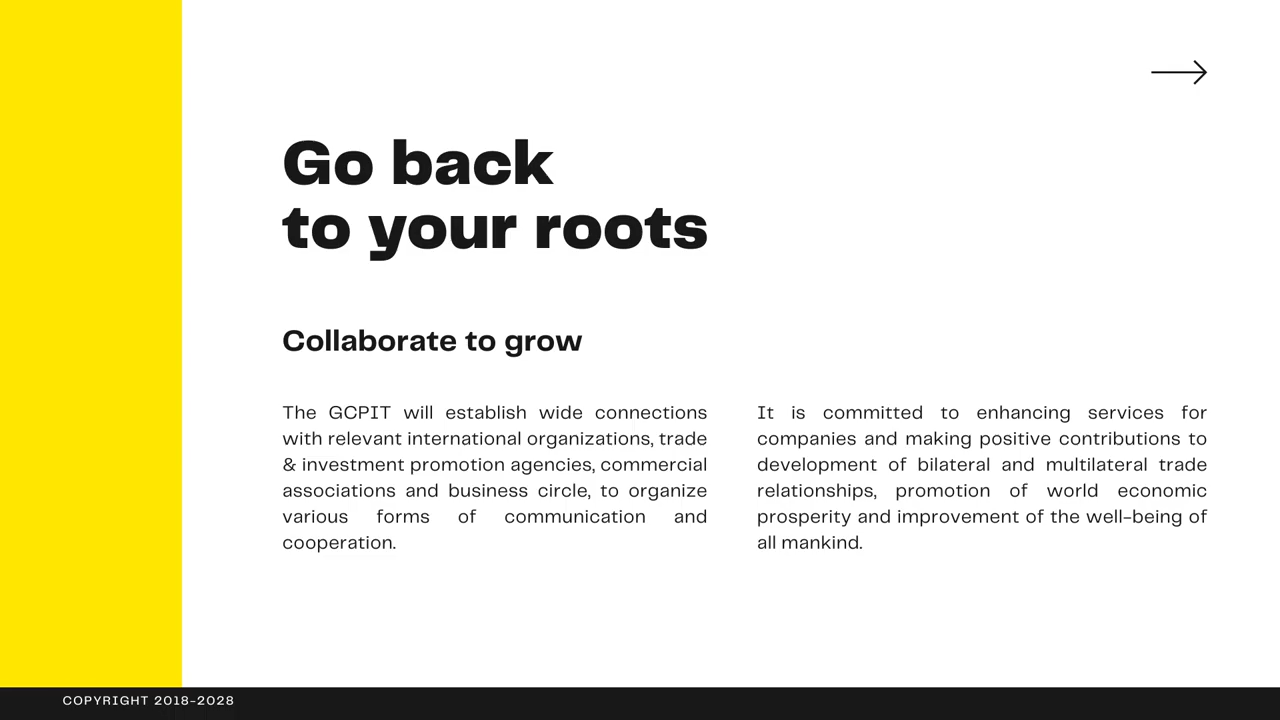 Go back
to your roots
Collaborate to grow
The GCPIT will establish wide connections
with relevant international organizations, trade
& investment promotion agencies, commercial
associations and business circle, to organize
various forms of communication and
cooperation.
It is committed to enhancing services for
companies and making positive contributions to
development of bilateral and multilateral trade
relationships, promotion of world economic
prosperity and improvement of the well-being of
all mankind.
COPYRIGHT 2018-2028